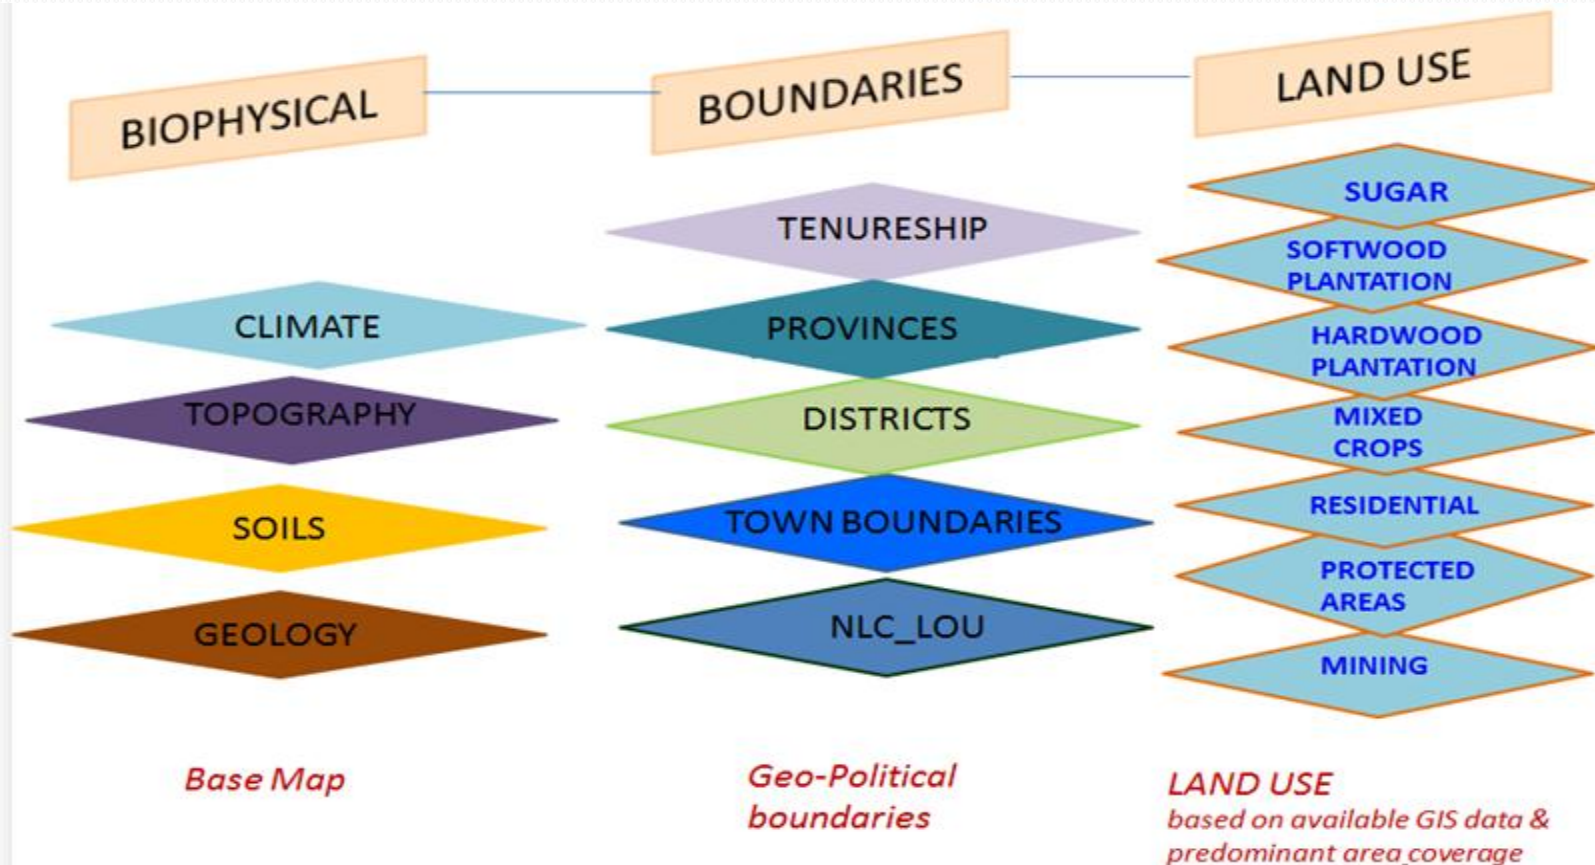 BIOPHYSICAL
BOUNDARIES
LAND USE
CLIMATE
TOPOGRAPHY
SOILS
GEOLOGY
Base Map
TENURESHIP
PROVINCES
DISTRICTS
TOWN BOUNDARIES
NLC_LOU
Geo-Political
boundaries
SUGAR
SOFTWOOD
PLANTATION
HARDWOOD
PLANTATION
MIXED
CROPS
RESIDENTIAL
PROTECTED
AREAS
MINING
LAND USE
based on available GIS data &
predominant area coverage